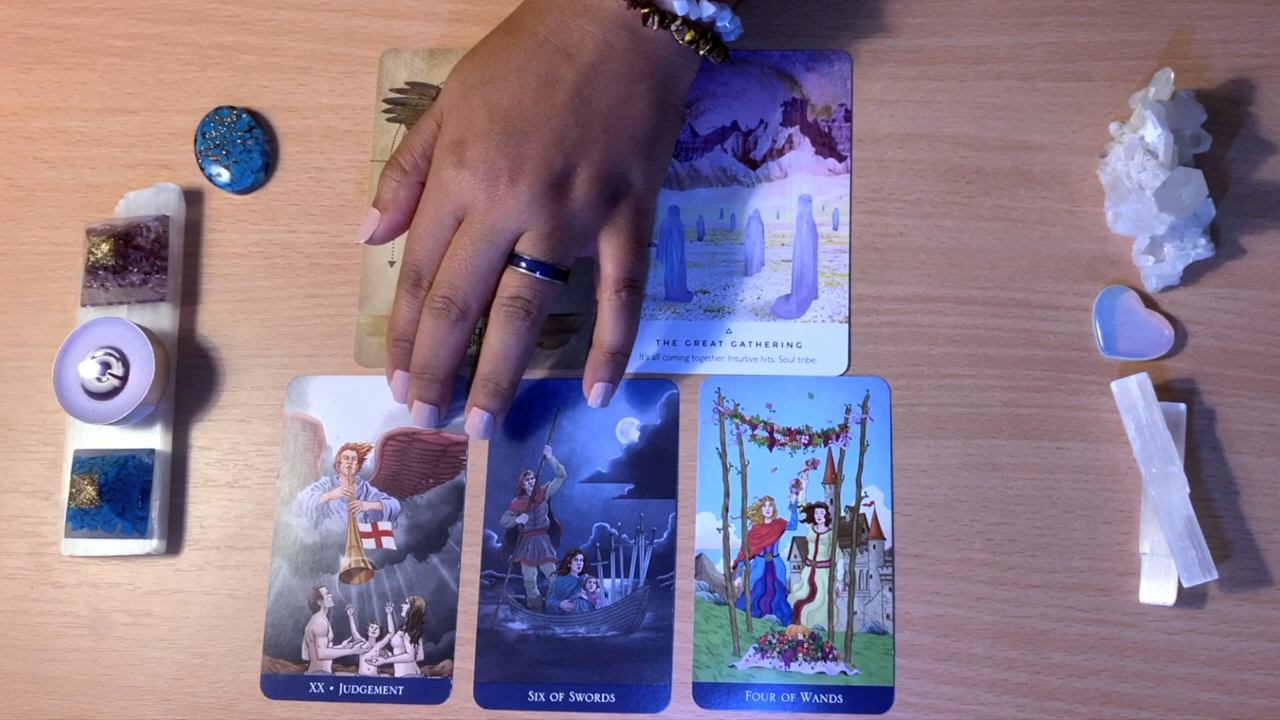 THE GREAT GATHERING
It's all coming together. Intuitive hits. Soul tribe.
XX • JUDGEMENT
SIX OF SWORDS
FOUR OF WANDS